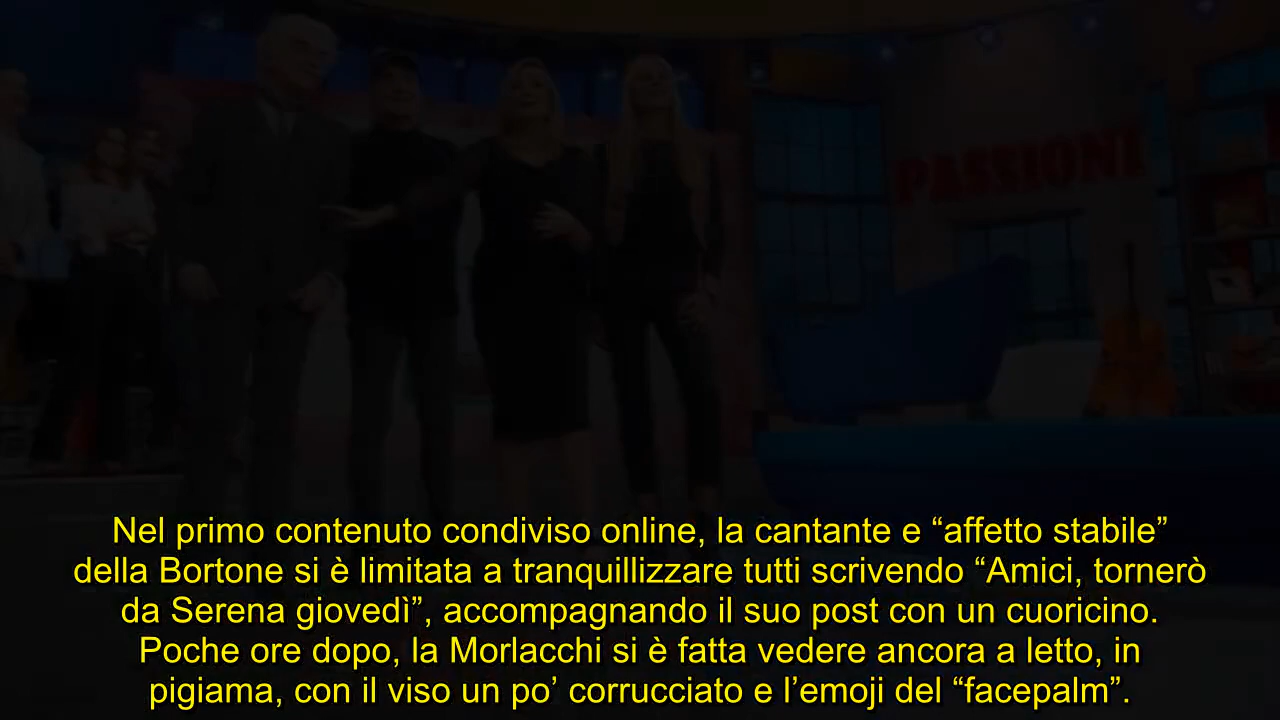 PASSIONI
Nel primo contenuto condiviso online, la cantante e “affetto stabile”
della Bortone si è limitata a tranquillizzare tutti scrivendo “Amici, tornerò
da Serena giovedì”, accompagnando il suo post con un cuoricino.
Poche ore dopo, la Morlacchi si è fatta vedere ancora a letto, in
pigiama, con il viso un po’ corrucciato e l’emoji del “facepalm”.